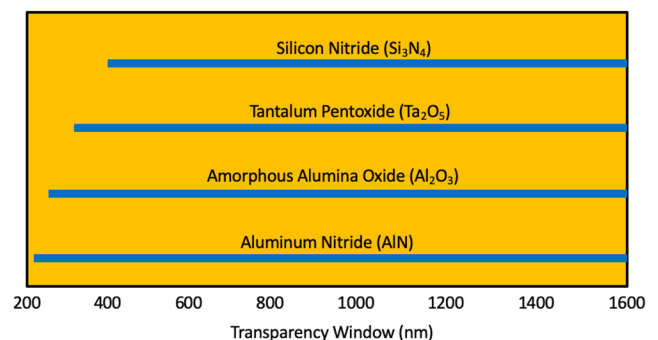 Silicon Nitride (Si₃N₄)
Tantalum Pentoxide (Ta₂O₅)
Amorphous Alumina Oxide (Al₂O₃)
Aluminum Nitride (AlN)
200 400 600 800 1000 1200 1400 1600
Transparency Window (nm)